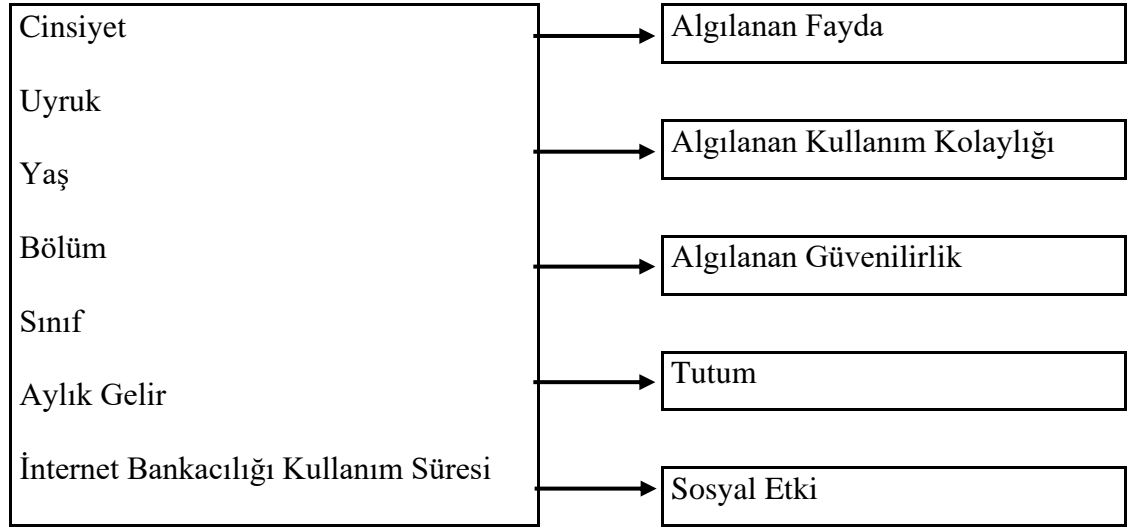 Cinsiyet
Uyruk
Yaş
Bölüm
Sınıf
Aylık Gelir
İnternet Bankacılığı Kullanım Süresi
Algılanan Fayda
Algılanan Kullanım Kolaylığı
Algılanan Güvenilirlik
Tutum
Sosyal Etki